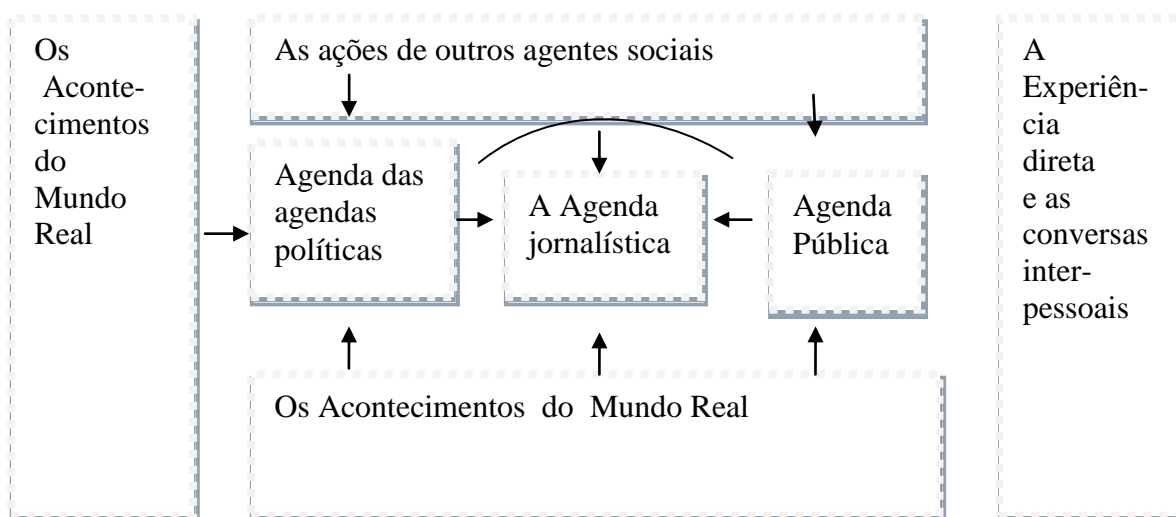 Os
Aconte-
cimentos
do
Mundo
Real
As ações de outros agentes sociais
Agenda das
agendas
políticas
A Agenda
jornalística
Agenda
Pública
Os Acontecimentos do Mundo Real
A
Experiên-
cia
direta
e as
conversas
inter-
pessoais